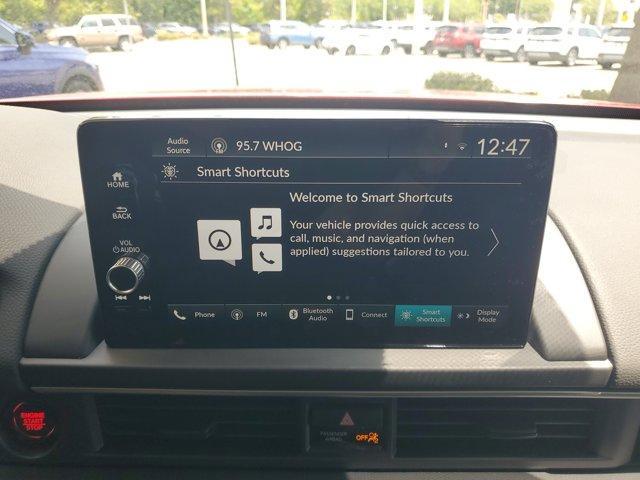 Audio
Source
FM
95.7 WHOG
12:47
HOME
Smart Shortcuts
Welcome to Smart Shortcuts
BACK
Your vehicle provides quick access to
call, music, and navigation (when
applied) suggestions tailored to you.
VOL
AUDIO
Phone
FM
Bluetooth
Audio
Connect
Smart
Shortcuts
Display
Mode
ENGINE
START
STOP
PASSENGER
AIRBAG
OFF